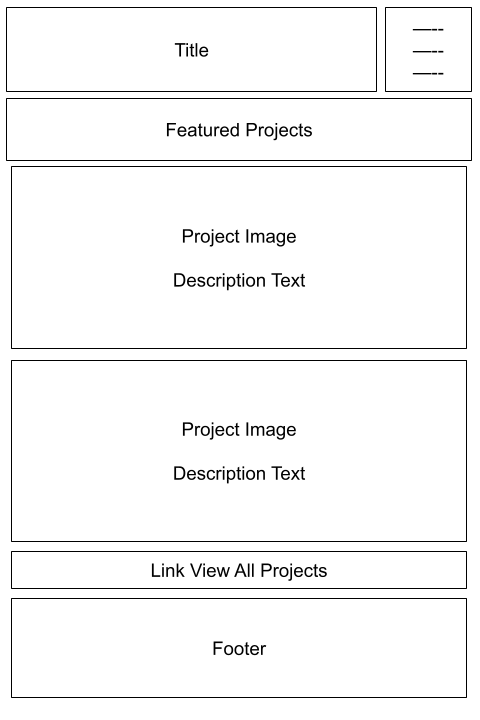 Title
—--
—--
—--
Featured Projects
Project Image
Description Text
Project Image
Description Text
Link View All Projects
Footer